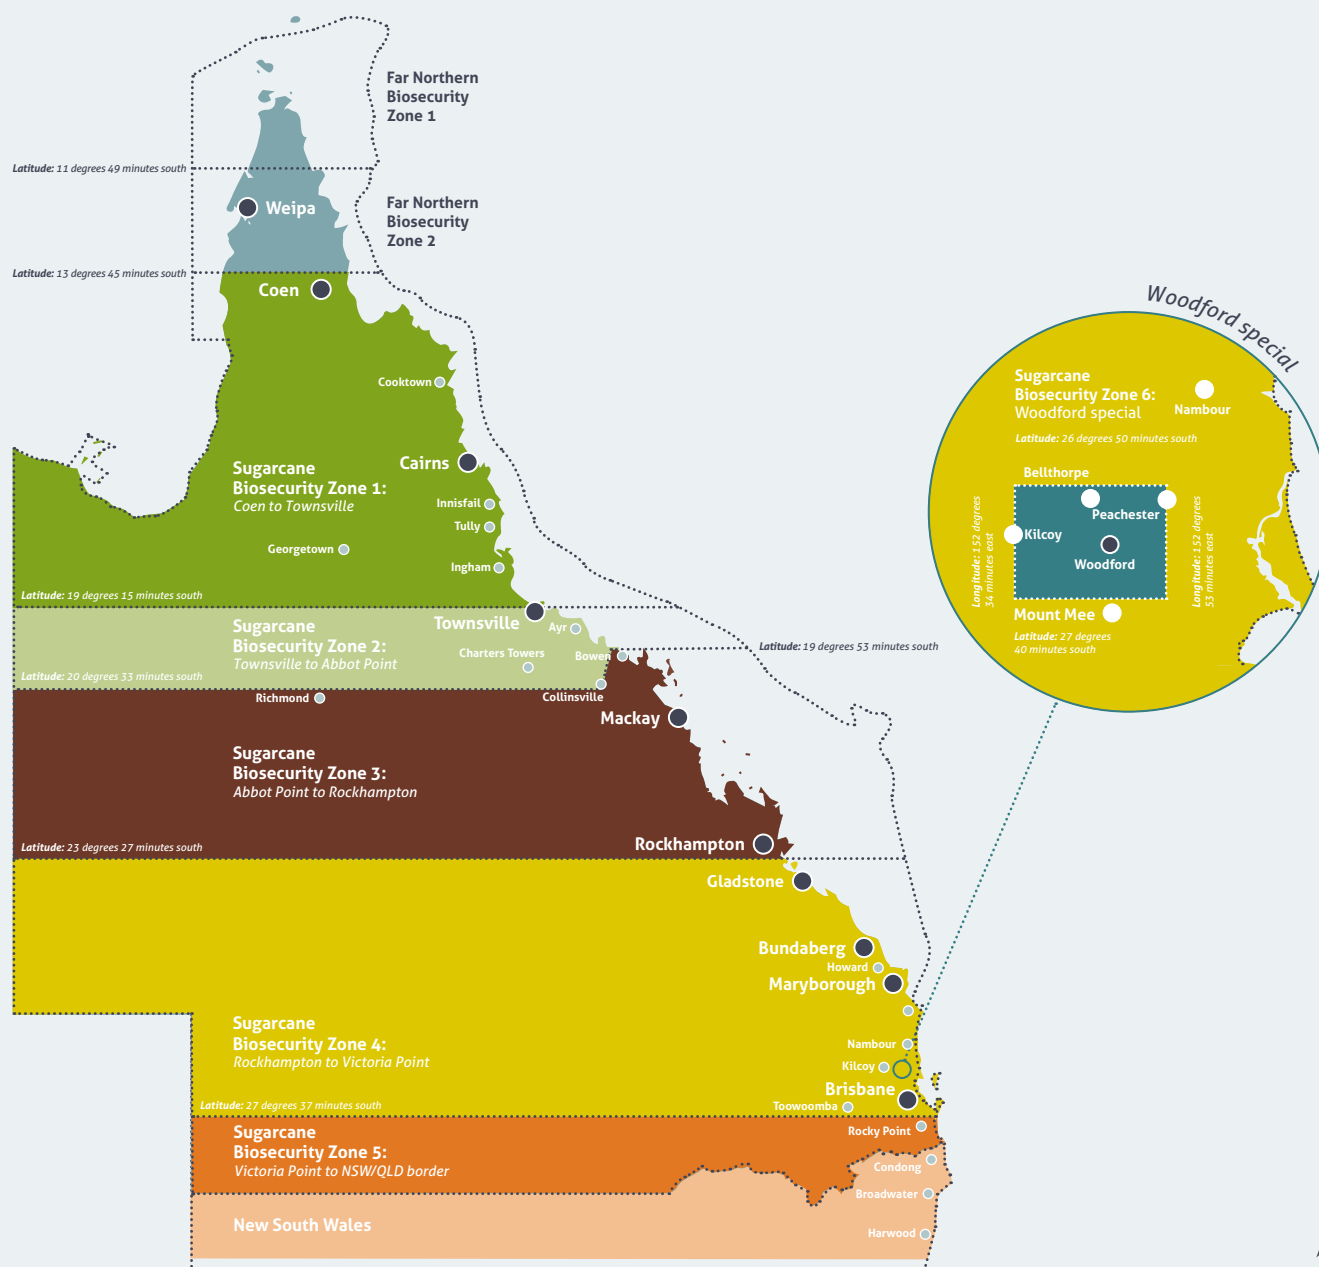 Far Northern
Biosecurity
Zone 1
Latitude: 11 degrees 49 minutes south
Weipa
Far Northern
Biosecurity
Zone 2
Latitude: 13 degrees 45 minutes south
Coen
Cooktown
Cairns
Sugarcane
Biosecurity Zone 1:
Coen to Townsville
Innisfail
Tully
Georgetown
Ingham
Latitude: 19 degrees 15 minutes south
Townsville
Sugarcane
Biosecurity Zone 2:
Townsville to Abbot Point
Ayr
Charters Towers
Bowen
Latitude: 19 degrees 53 minutes south
Latitude: 20 degrees 33 minutes south
Richmond
Collinsville
Mackay
Sugarcane
Biosecurity Zone 3:
Abbot Point to Rockhampton
Rockhampton
Latitude: 23 degrees 27 minutes south
Gladstone
Bundaberg
Howard
Maryborough
Sugarcane
Biosecurity Zone 4:
Rockhampton to Victoria Point
Nambour
Kilcoy
Brisbane
Toowoomba
Latitude: 27 degrees 37 minutes south
Sugarcane
Biosecurity Zone 5:
Victoria Point to NSW/QLD border
Rocky Point
Condong
Broadwater
New South Wales
Harwood
Woodford special
Sugarcane
Biosecurity Zone 6:
Woodford special
Nambour
Latitude: 26 degrees 50 minutes south
Bellthorpe
Peachester
Kilcoy
Woodford
Longitude: 152 degrees
34 minutes east
Longitude: 152 degrees
53 minutes east
Mount Mee
Latitude: 27 degrees
40 minutes south